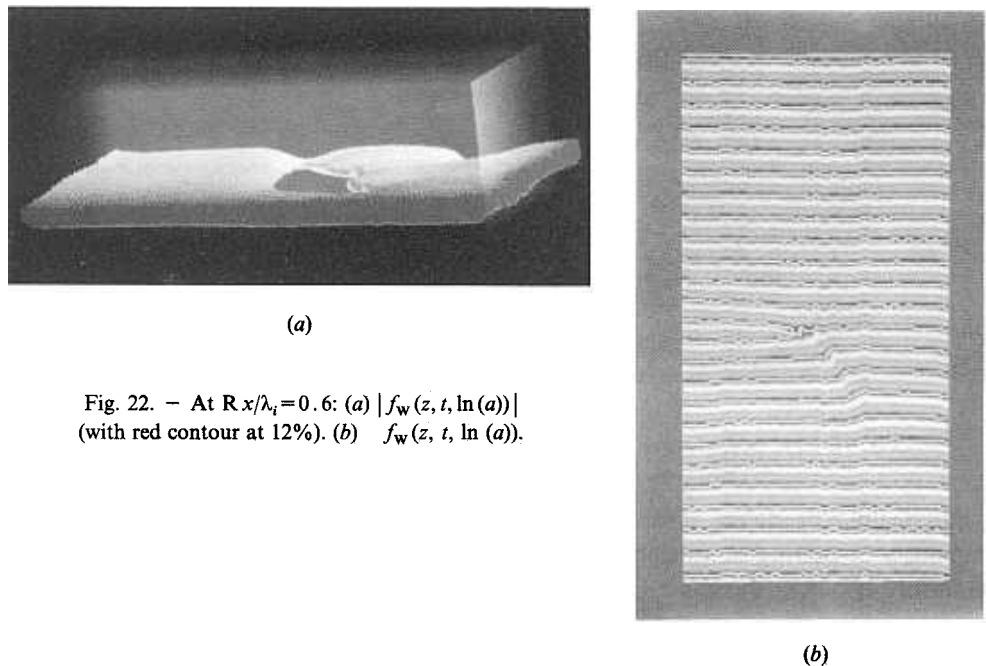 (a)
Fig. 22. − At R x/λᵢ=0.6: (a) |f_W(z, t, ln (a))|
(with red contour at 12%). (b) f_W(z, t, ln (a)).
(b)